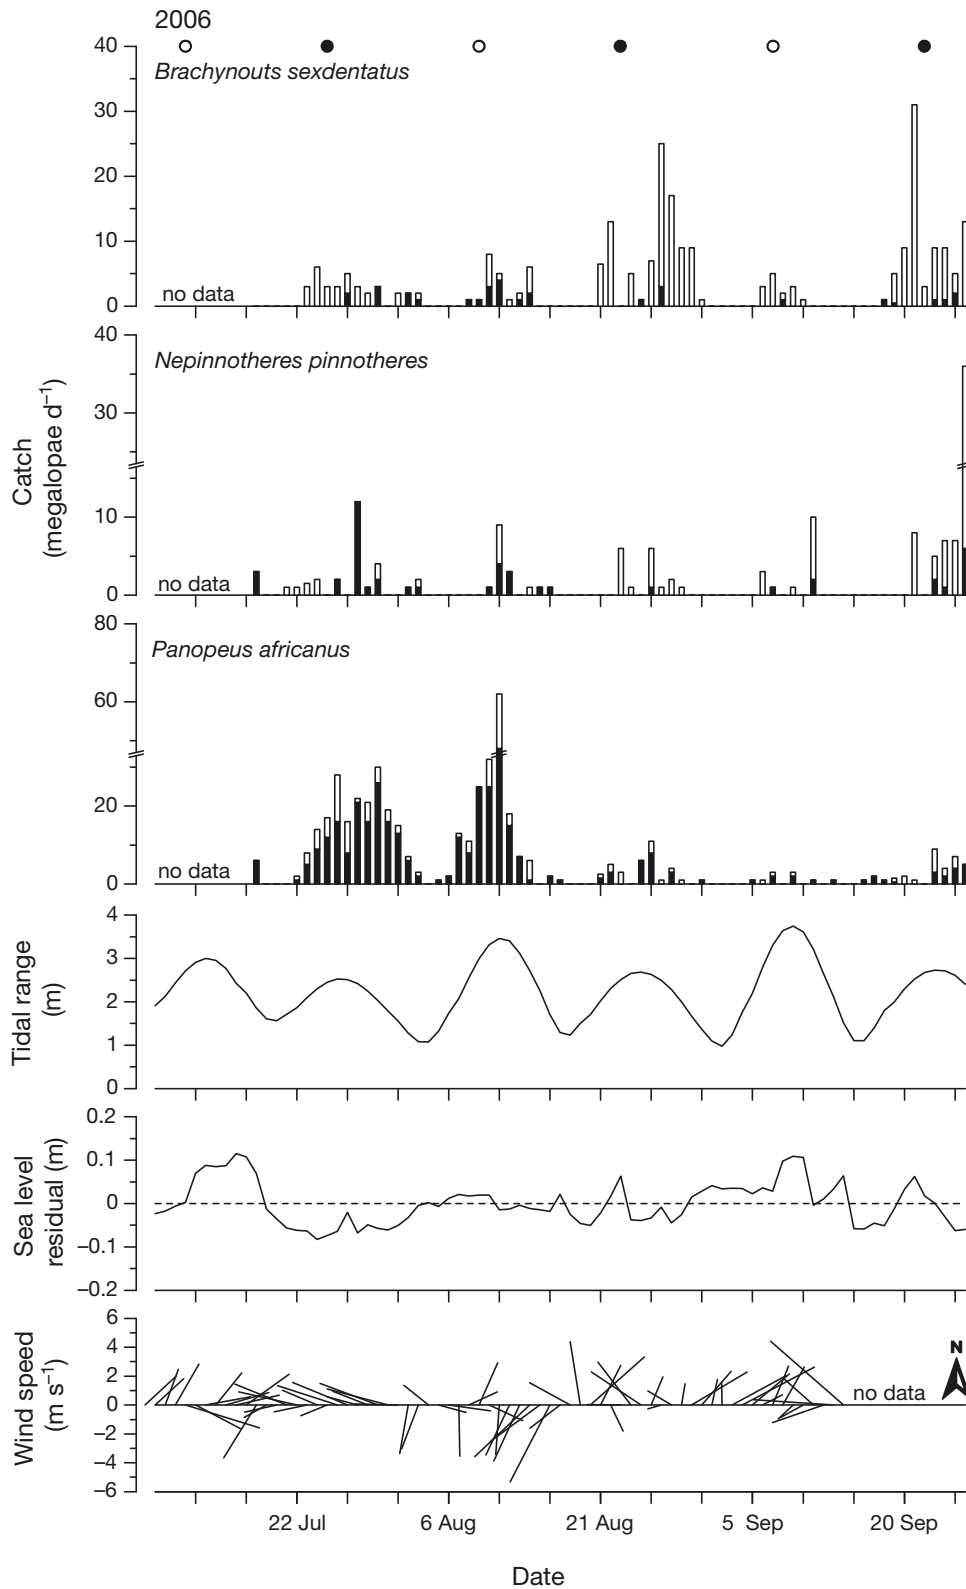 2006
40
Brachynouts sexdentatus
30
20
10
0
no data
40
Nepinnotheres pinnotheres
30
10
0
no data
Catch
(megalopae d⁻¹)
80
Panopeus africanus
60
20
0
no data
4
3
2
1
0
Tidal range
(m)
0.2
0.1
0
−0.1
−0.2
Sea level
residual (m)
6
4
2
0
−2
−4
−6
Wind speed
(m s⁻¹)
N
no data
22 Jul 6 Aug 21 Aug 5 Sep 20 Sep
Date